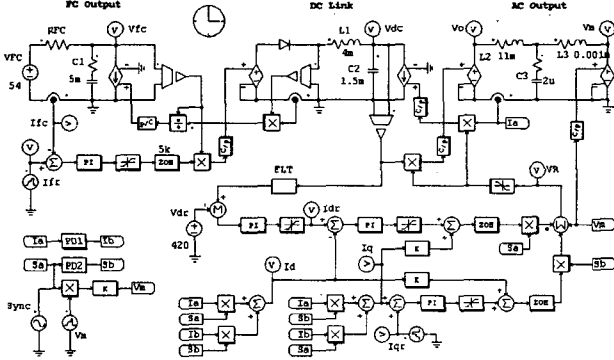 FC Output
DC Link
AC Output
RFC
Vfc
L1
Vdc
Vo
Vm
VFC
54
C1
5m
4m
C2
1.5m
L2
11m
L3 0.001m
C3
2u
Ifc
P/C
C/P
C/P
C/P
C/P
Ia
5k
PI
ZOH
Ifr
FLT
VR
Vdr
420
M
PI
Idr
PI
ZOH
Sa
Vm
Iq
K
Ia
PD1
Ib
Sa
PD2
Sb
Id
K
Sb
Sync
K
Vm
Vm
Ia
Sa
Ib
Sb
Ia
Sb
Ib
Sa
PI
ZOH
Iqr